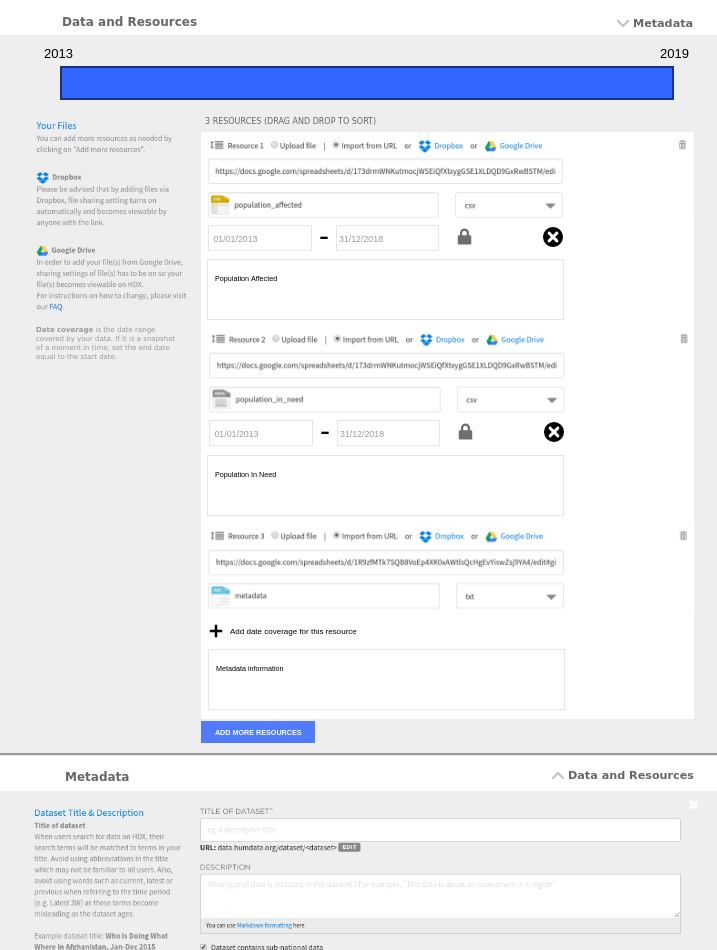 Data and Resources
Metadata
2013
2019
Your Files
You can add more resources as needed by
clicking on "Add more resources".
Dropbox
Please be advised that by adding files via
Dropbox, file sharing setting turns on
automatically and becomes viewable by
anyone with the link.
Google Drive
In order to add your file(s) from Google Drive,
sharing settings of file(s) has to be on so your
file(s) becomes viewable on HDX.
For instructions on how to change, please visit
our FAQ.
Date coverage is the date range
covered by your data. If it is a snapshot
of a moment in time, set the end date
equal to the start date.
3 RESOURCES (DRAG AND DROP TO SORT)
Resource 1 Upload file | Import from URL or Dropbox or Google Drive
https://docs.google.com/spreadsheets/d/173drmWNKutmocjWSEiQfXtxygGSE1XLDQD9GxRwBSTM/edi
population_affected csv
01/01/2013 – 31/12/2018
Population Affected
Resource 2 Upload file | Import from URL or Dropbox or Google Drive
https://docs.google.com/spreadsheets/d/173drmWNKutmocjWSEiQfXtxygGSE1XLDQD9GxRwBSTM/edi
population_in_need csv
01/01/2013 – 31/12/2018
Population In Need
Resource 3 Upload file | Import from URL or Dropbox or Google Drive
https://docs.google.com/spreadsheets/d/1R9zfMTk7SQB8VoEp4XK0xAWtlsQcHgEvYiswZsj9YA4/edit#gi
metadata txt
Add date coverage for this resource
Metadata information
ADD MORE RESOURCES
Metadata
Data and Resources
Dataset Title & Description
Title of dataset
When users search for data on HDX, their
search terms will be matched to terms in your
title. Avoid using abbreviations in the title
which may not be familiar to all users. Also,
avoid using words such as current, latest or
previous when referring to the time period
(e.g. Latest 3W) as these terms become
misleading as the dataset ages.
Example dataset title: Who Is Doing What
Where In Afghanistan, Jan-Dec 2015
TITLE OF DATASET*
eg. A descriptive title
URL: data.humdata.org/dataset/<dataset> EDIT
DESCRIPTION
What type of data is included in this dataset? For example, "This data is about an assessment in x region"
You can use Markdown formatting here
Dataset contains sub-national data